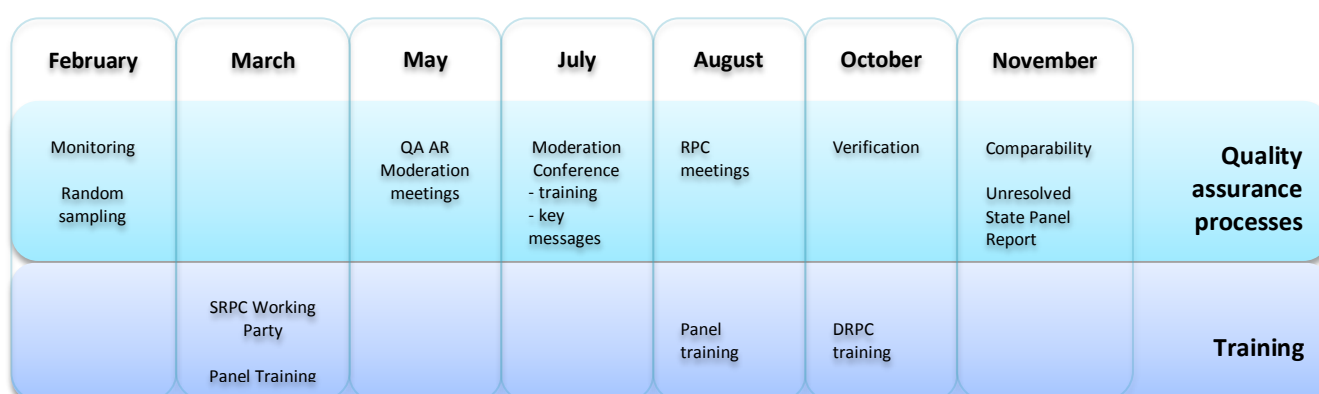 February
March
May
July
August
October
November
Monitoring
Random
sampling
QA AR
Moderation
meetings
Moderation
Conference
- training
- key
messages
RPC
meetings
Verification
Comparability
Unresolved
State Panel
Report
Quality
assurance
processes
SRPC Working
Party
Panel Training
Panel
training
DRPC
training
Training